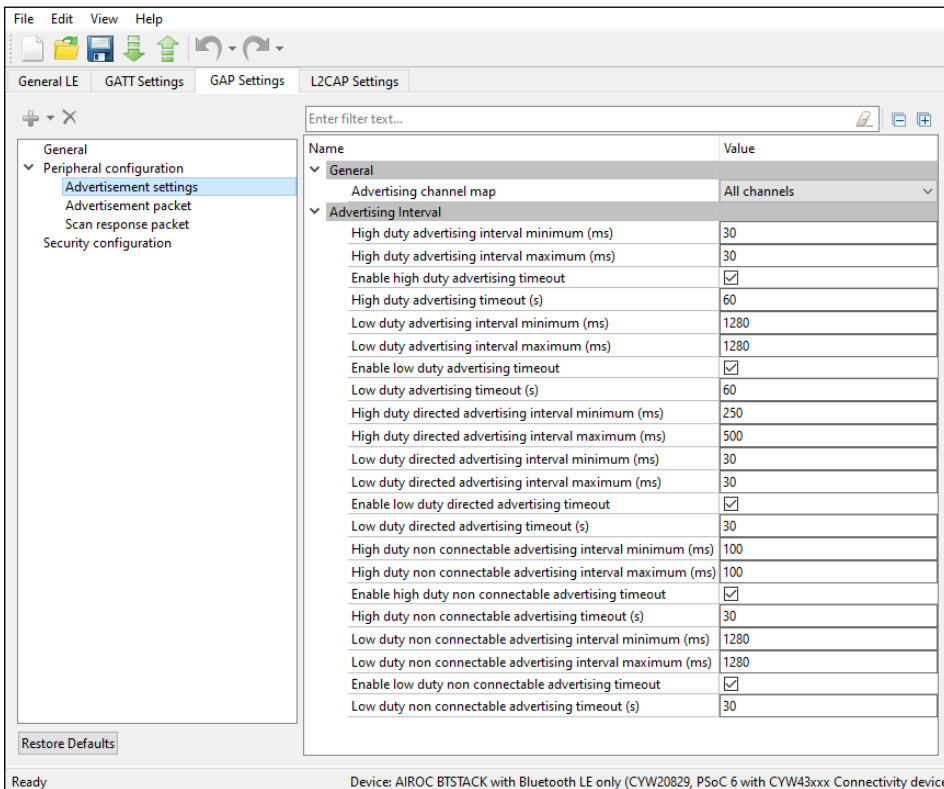 File Edit View Help
General LE GATT Settings GAP Settings L2CAP Settings
Enter filter text...
General
Peripheral configuration
Advertisement settings
Advertisement packet
Scan response packet
Security configuration
Name Value
General
Advertising channel map All channels
Advertising Interval
High duty advertising interval minimum (ms) 30
High duty advertising interval maximum (ms) 30
Enable high duty advertising timeout
High duty advertising timeout (s) 60
Low duty advertising interval minimum (ms) 1280
Low duty advertising interval maximum (ms) 1280
Enable low duty advertising timeout
Low duty advertising timeout (s) 60
High duty directed advertising interval minimum (ms) 250
High duty directed advertising interval maximum (ms) 500
Low duty directed advertising interval minimum (ms) 30
Low duty directed advertising interval maximum (ms) 30
Enable low duty directed advertising timeout
Low duty directed advertising timeout (s) 30
High duty non connectable advertising interval minimum (ms) 100
High duty non connectable advertising interval maximum (ms) 100
Enable high duty non connectable advertising timeout
High duty non connectable advertising timeout (s) 30
Low duty non connectable advertising interval minimum (ms) 1280
Low duty non connectable advertising interval maximum (ms) 1280
Enable low duty non connectable advertising timeout
Low duty non connectable advertising timeout (s) 30
Restore Defaults
Ready Device: AIROC BTSTACK with Bluetooth LE only (CYW20829, PSoC 6 with CYW43xxx Connectivity device